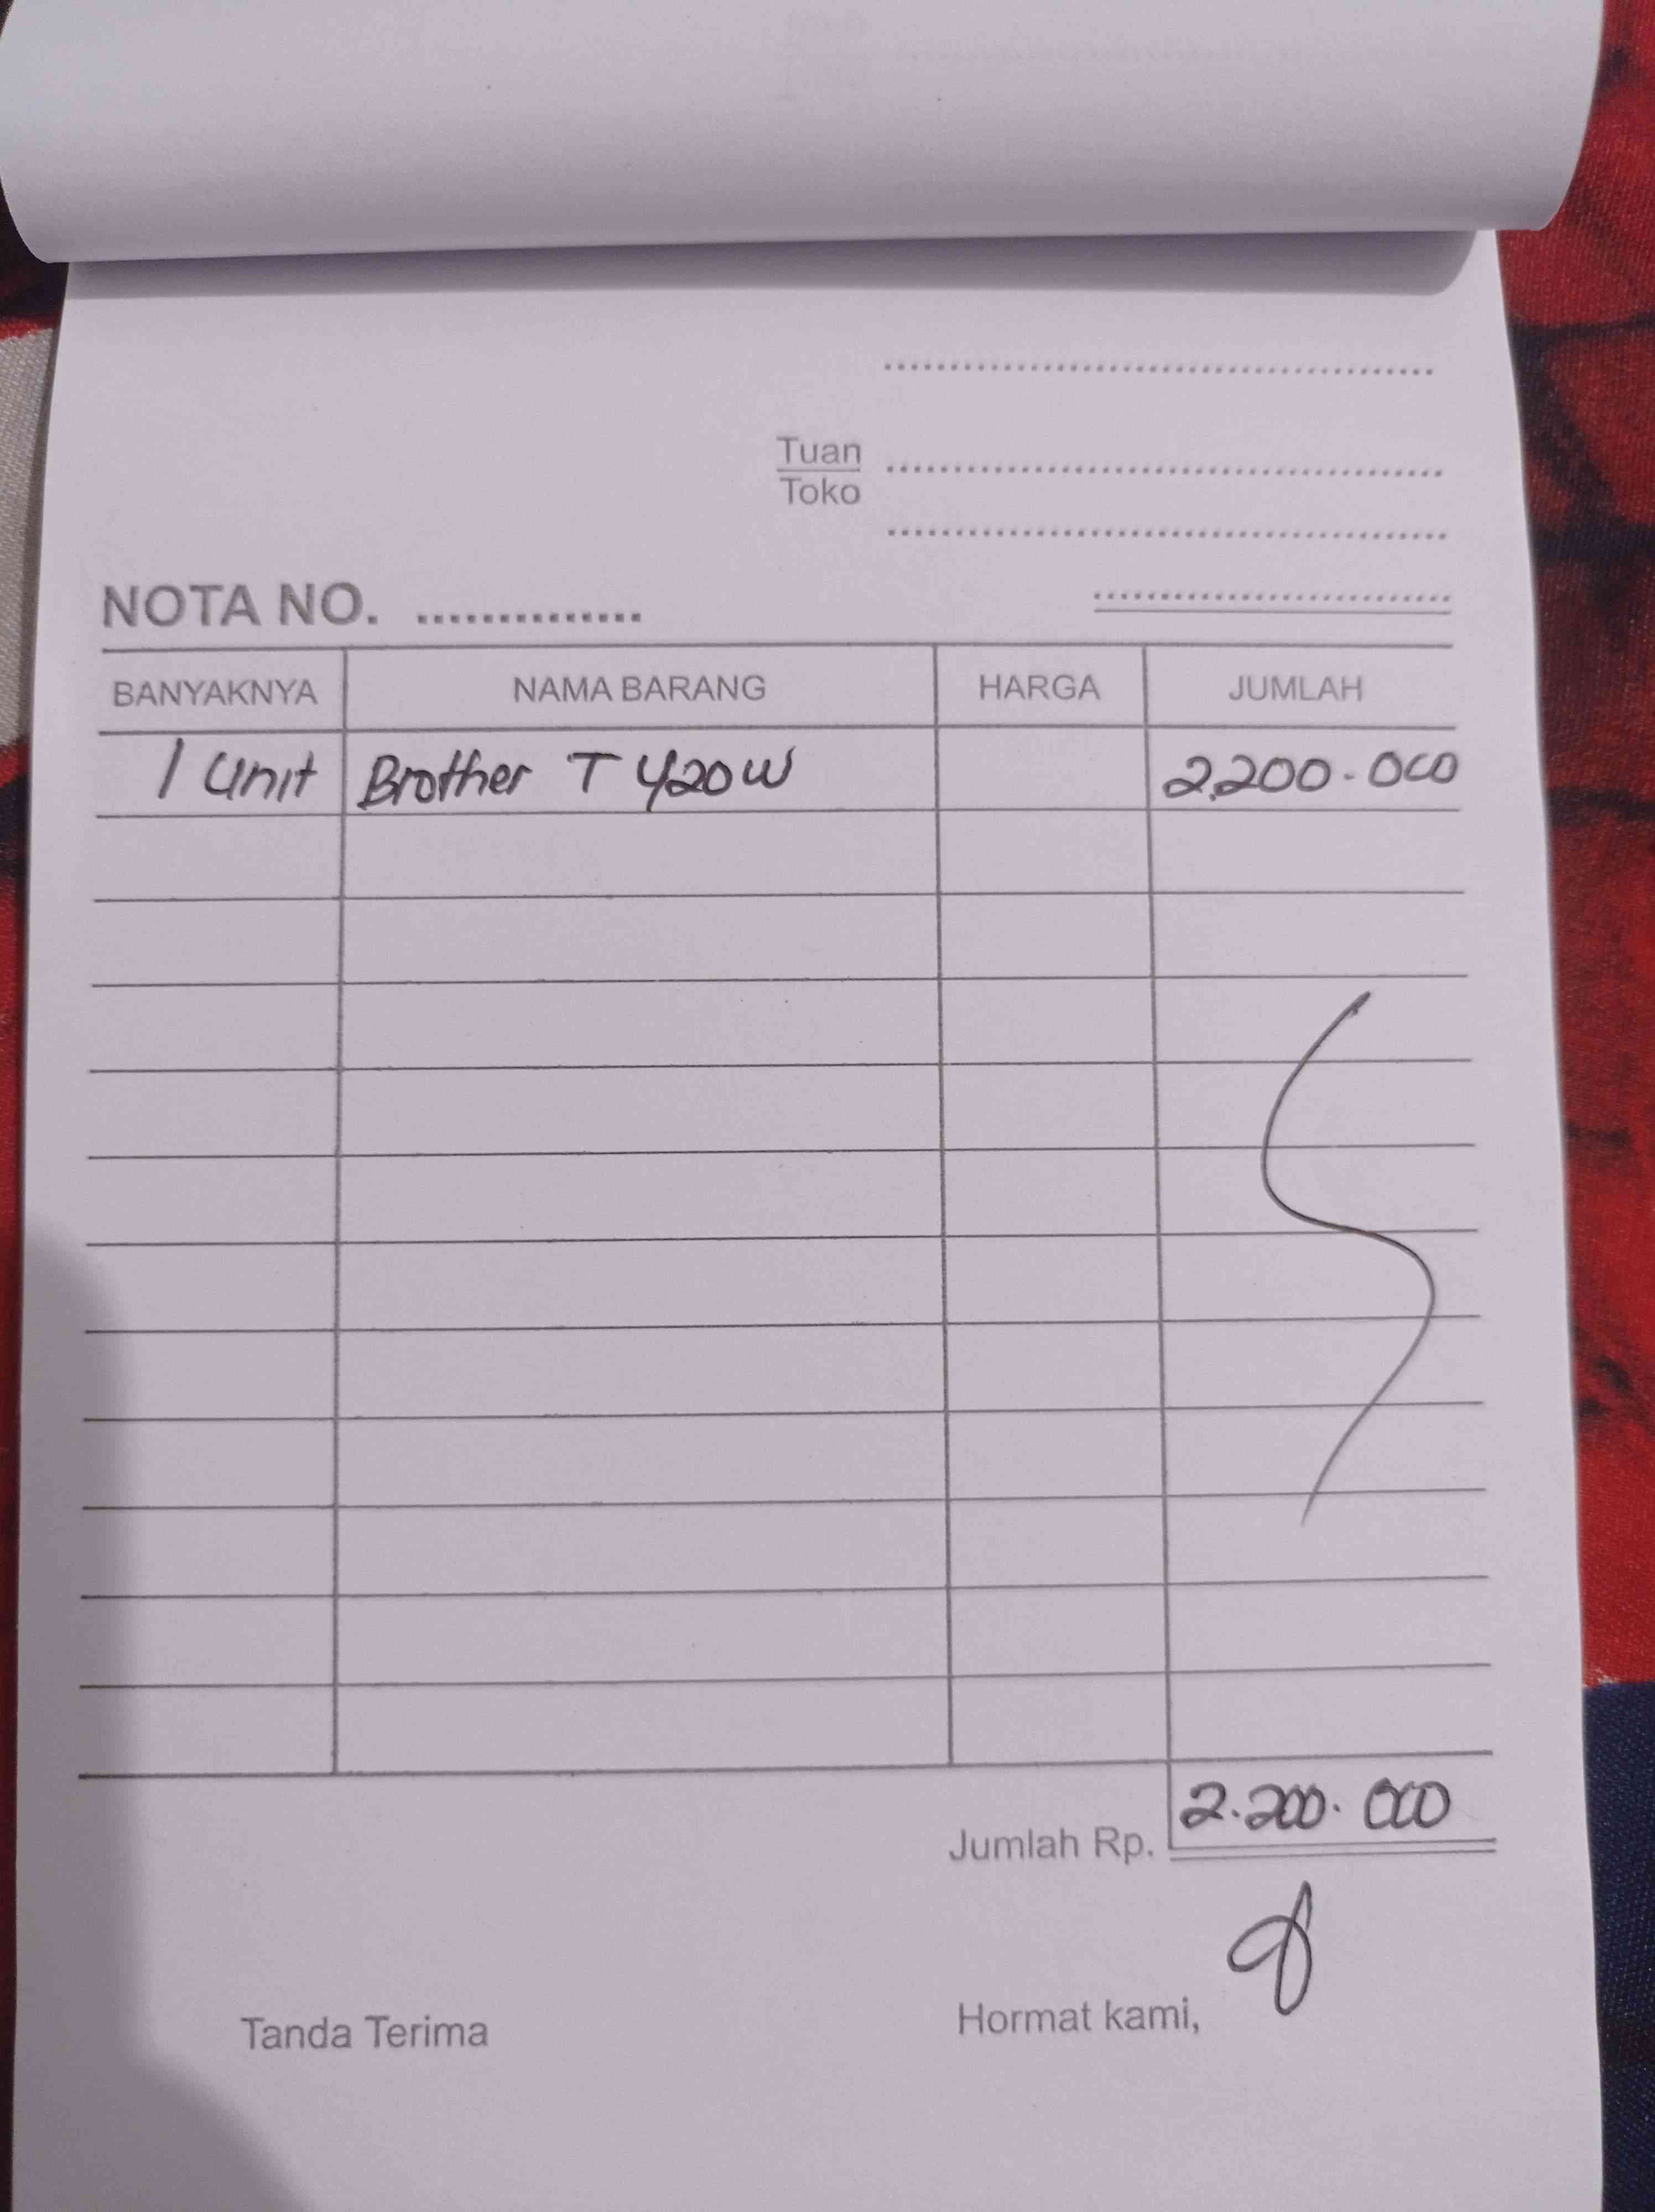 Tuan
Toko
NOTA NO. ..............
BANYAKNYA NAMA BARANG HARGA JUMLAH
1 Unit Brother T 420W 2.200.000
Jumlah Rp. 2.200.000
Tanda Terima Hormat kami,